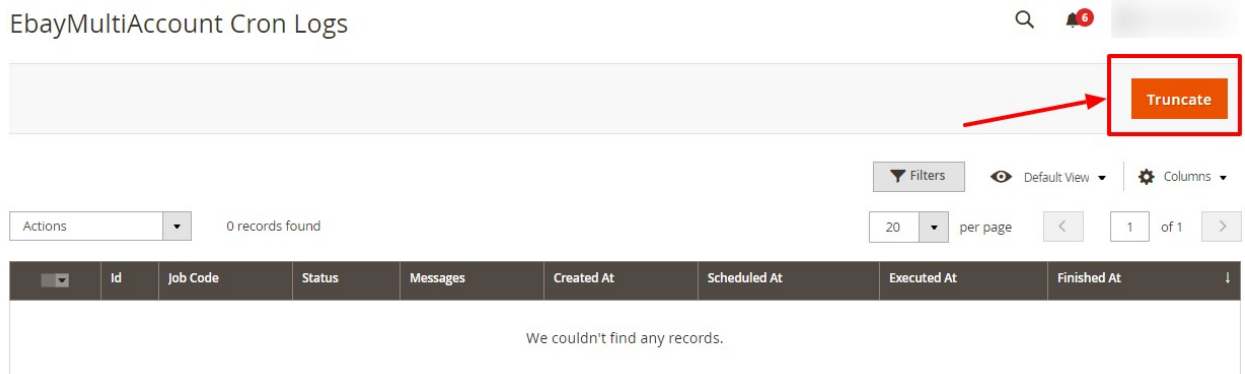 EbayMultiAccount Cron Logs
6
Truncate
Filters Default View Columns
Actions 0 records found 20 per page 1 of 1
Id Job Code Status Messages Created At Scheduled At Executed At Finished At ↓
We couldn't find any records.